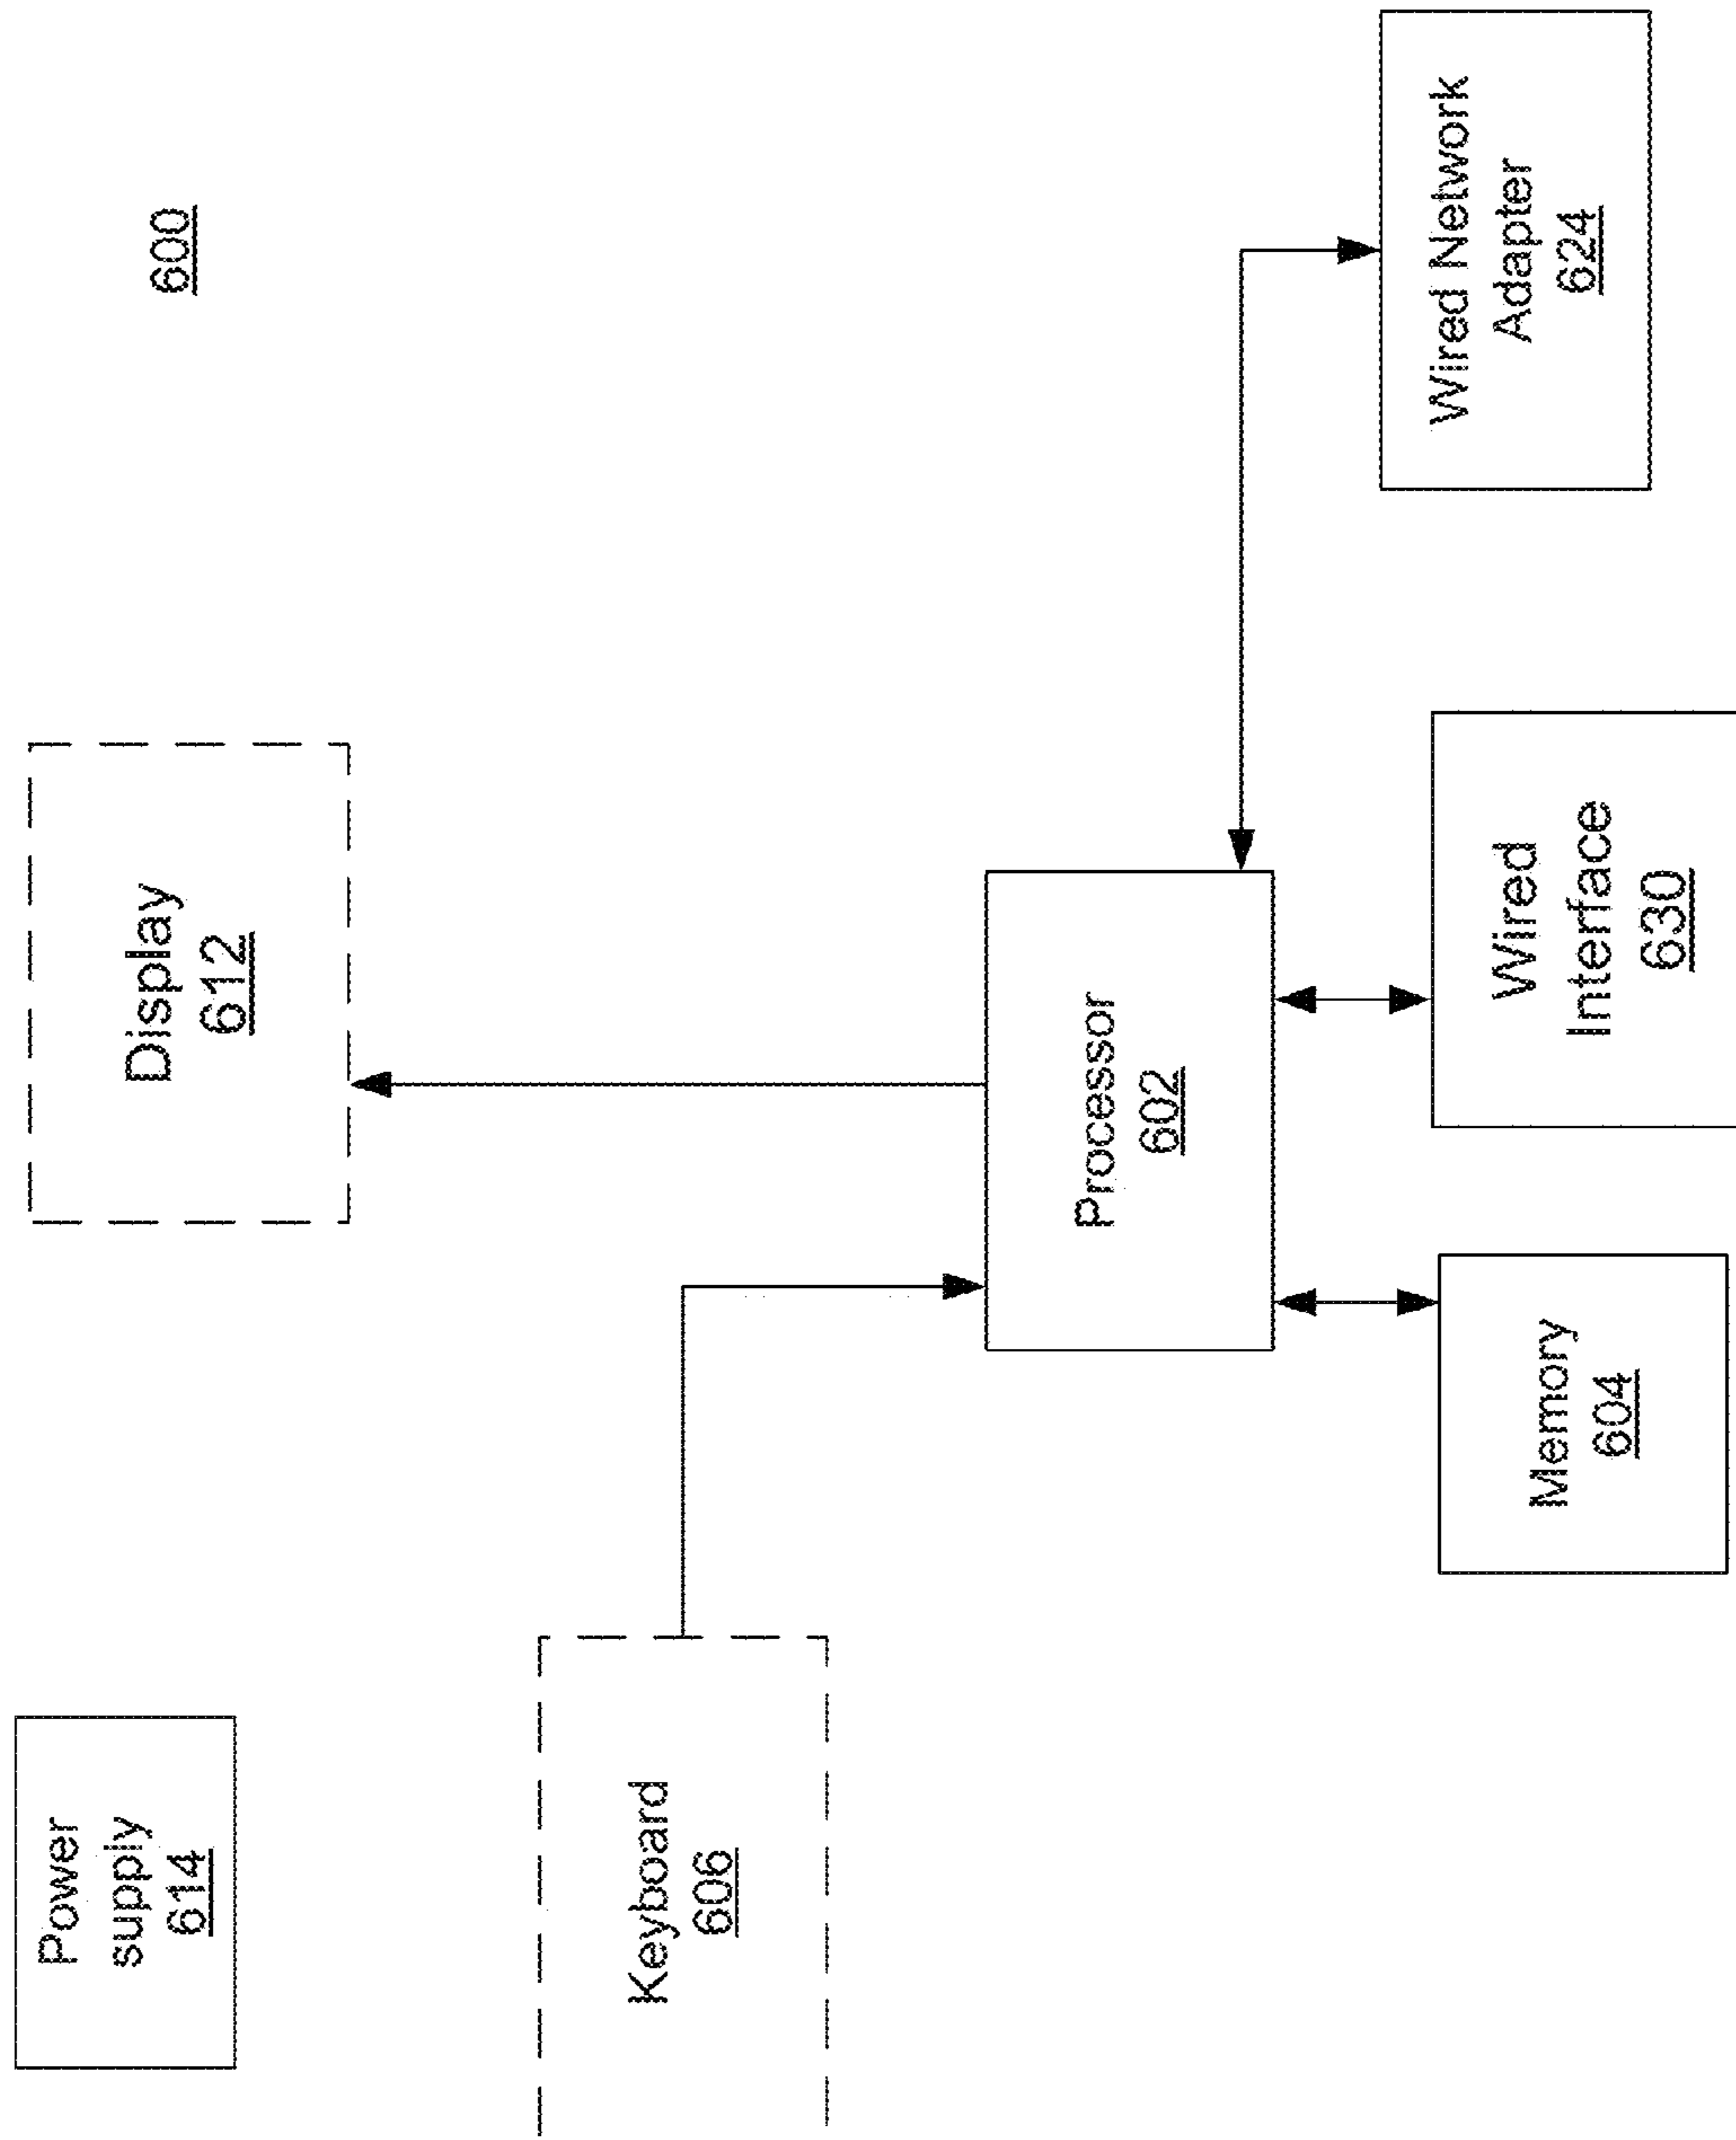 600
Power
supply
614
Display
612
Keyboard
606
Processor
602
Memory
604
Wired
Interface
630
Wired Network
Adapter
624